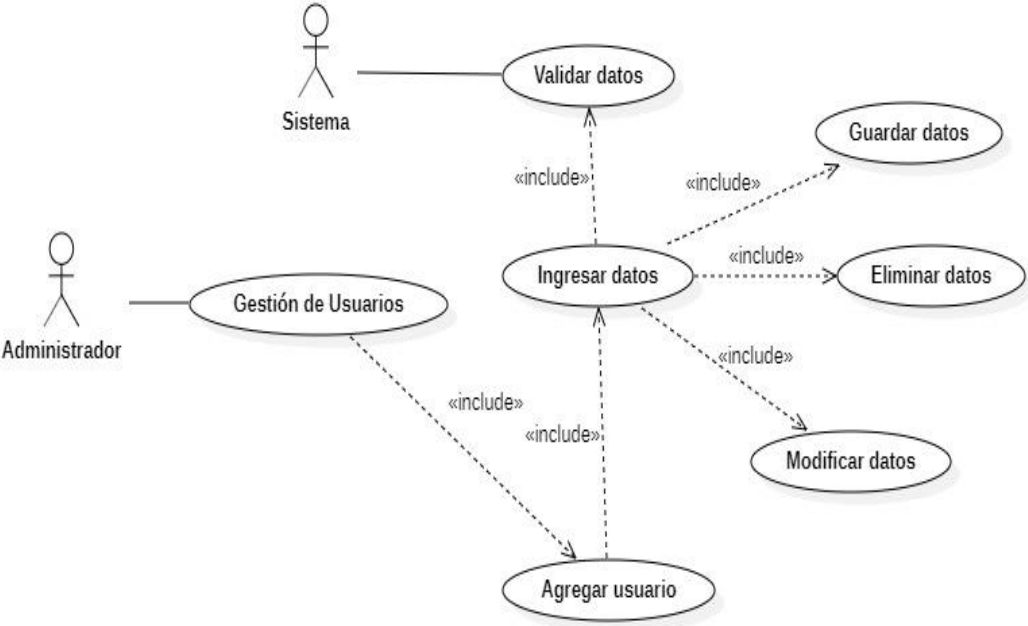 Sistema
Validar datos
Guardar datos
«include»
«include»
«include»
Ingresar datos
Eliminar datos
Gestión de Usuarios
Administrador
«include»
«include»
«include»
Modificar datos
Agregar usuario